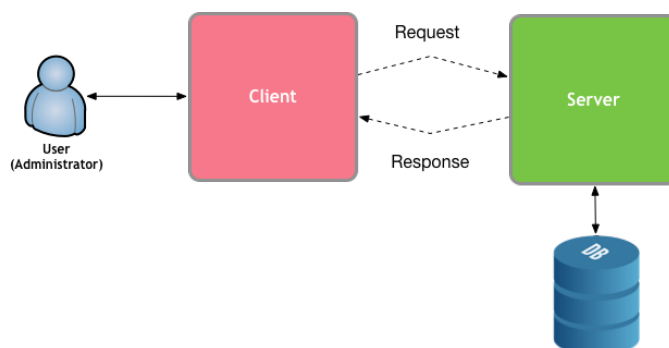 Request
Client
Server
User
(Administrator)
Response
DB